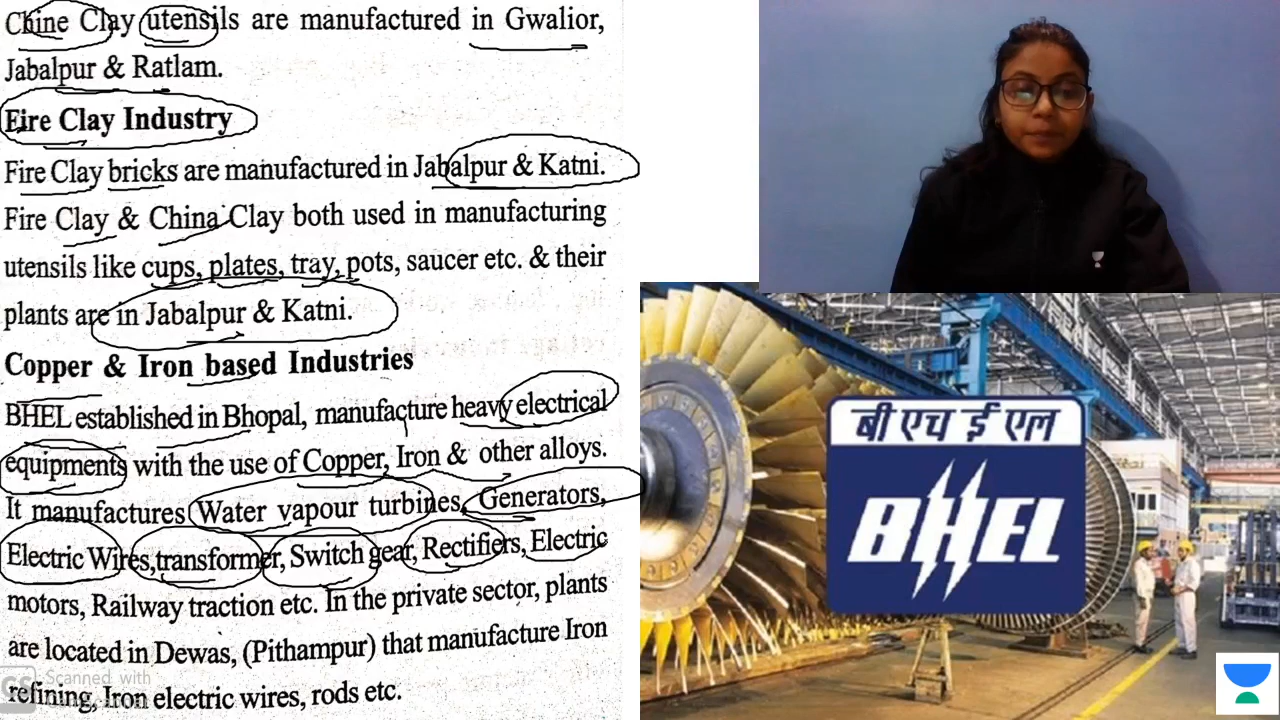 Chine Clay utensils are manufactured in Gwalior,
Jabalpur & Ratlam.
Fire Clay Industry
Fire Clay bricks are manufactured in Jabalpur & Katni.
Fire Clay & China Clay both used in manufacturing
utensils like cups, plates, tray, pots, saucer etc. & their
plants are in Jabalpur & Katni.
Copper & Iron based Industries
BHEL established in Bhopal, manufacture heavy electrical
equipments with the use of Copper, Iron & other alloys.
It manufactures Water vapour turbines, Generators,
Electric Wires, transformer, Switch gear, Rectifiers, Electric
motors, Railway traction etc. In the private sector, plants
are located in Dewas, (Pithampur) that manufacture Iron
refining, Iron electric wires, rods etc.
CS
Scanned with
बी एच ई एल
BHEL